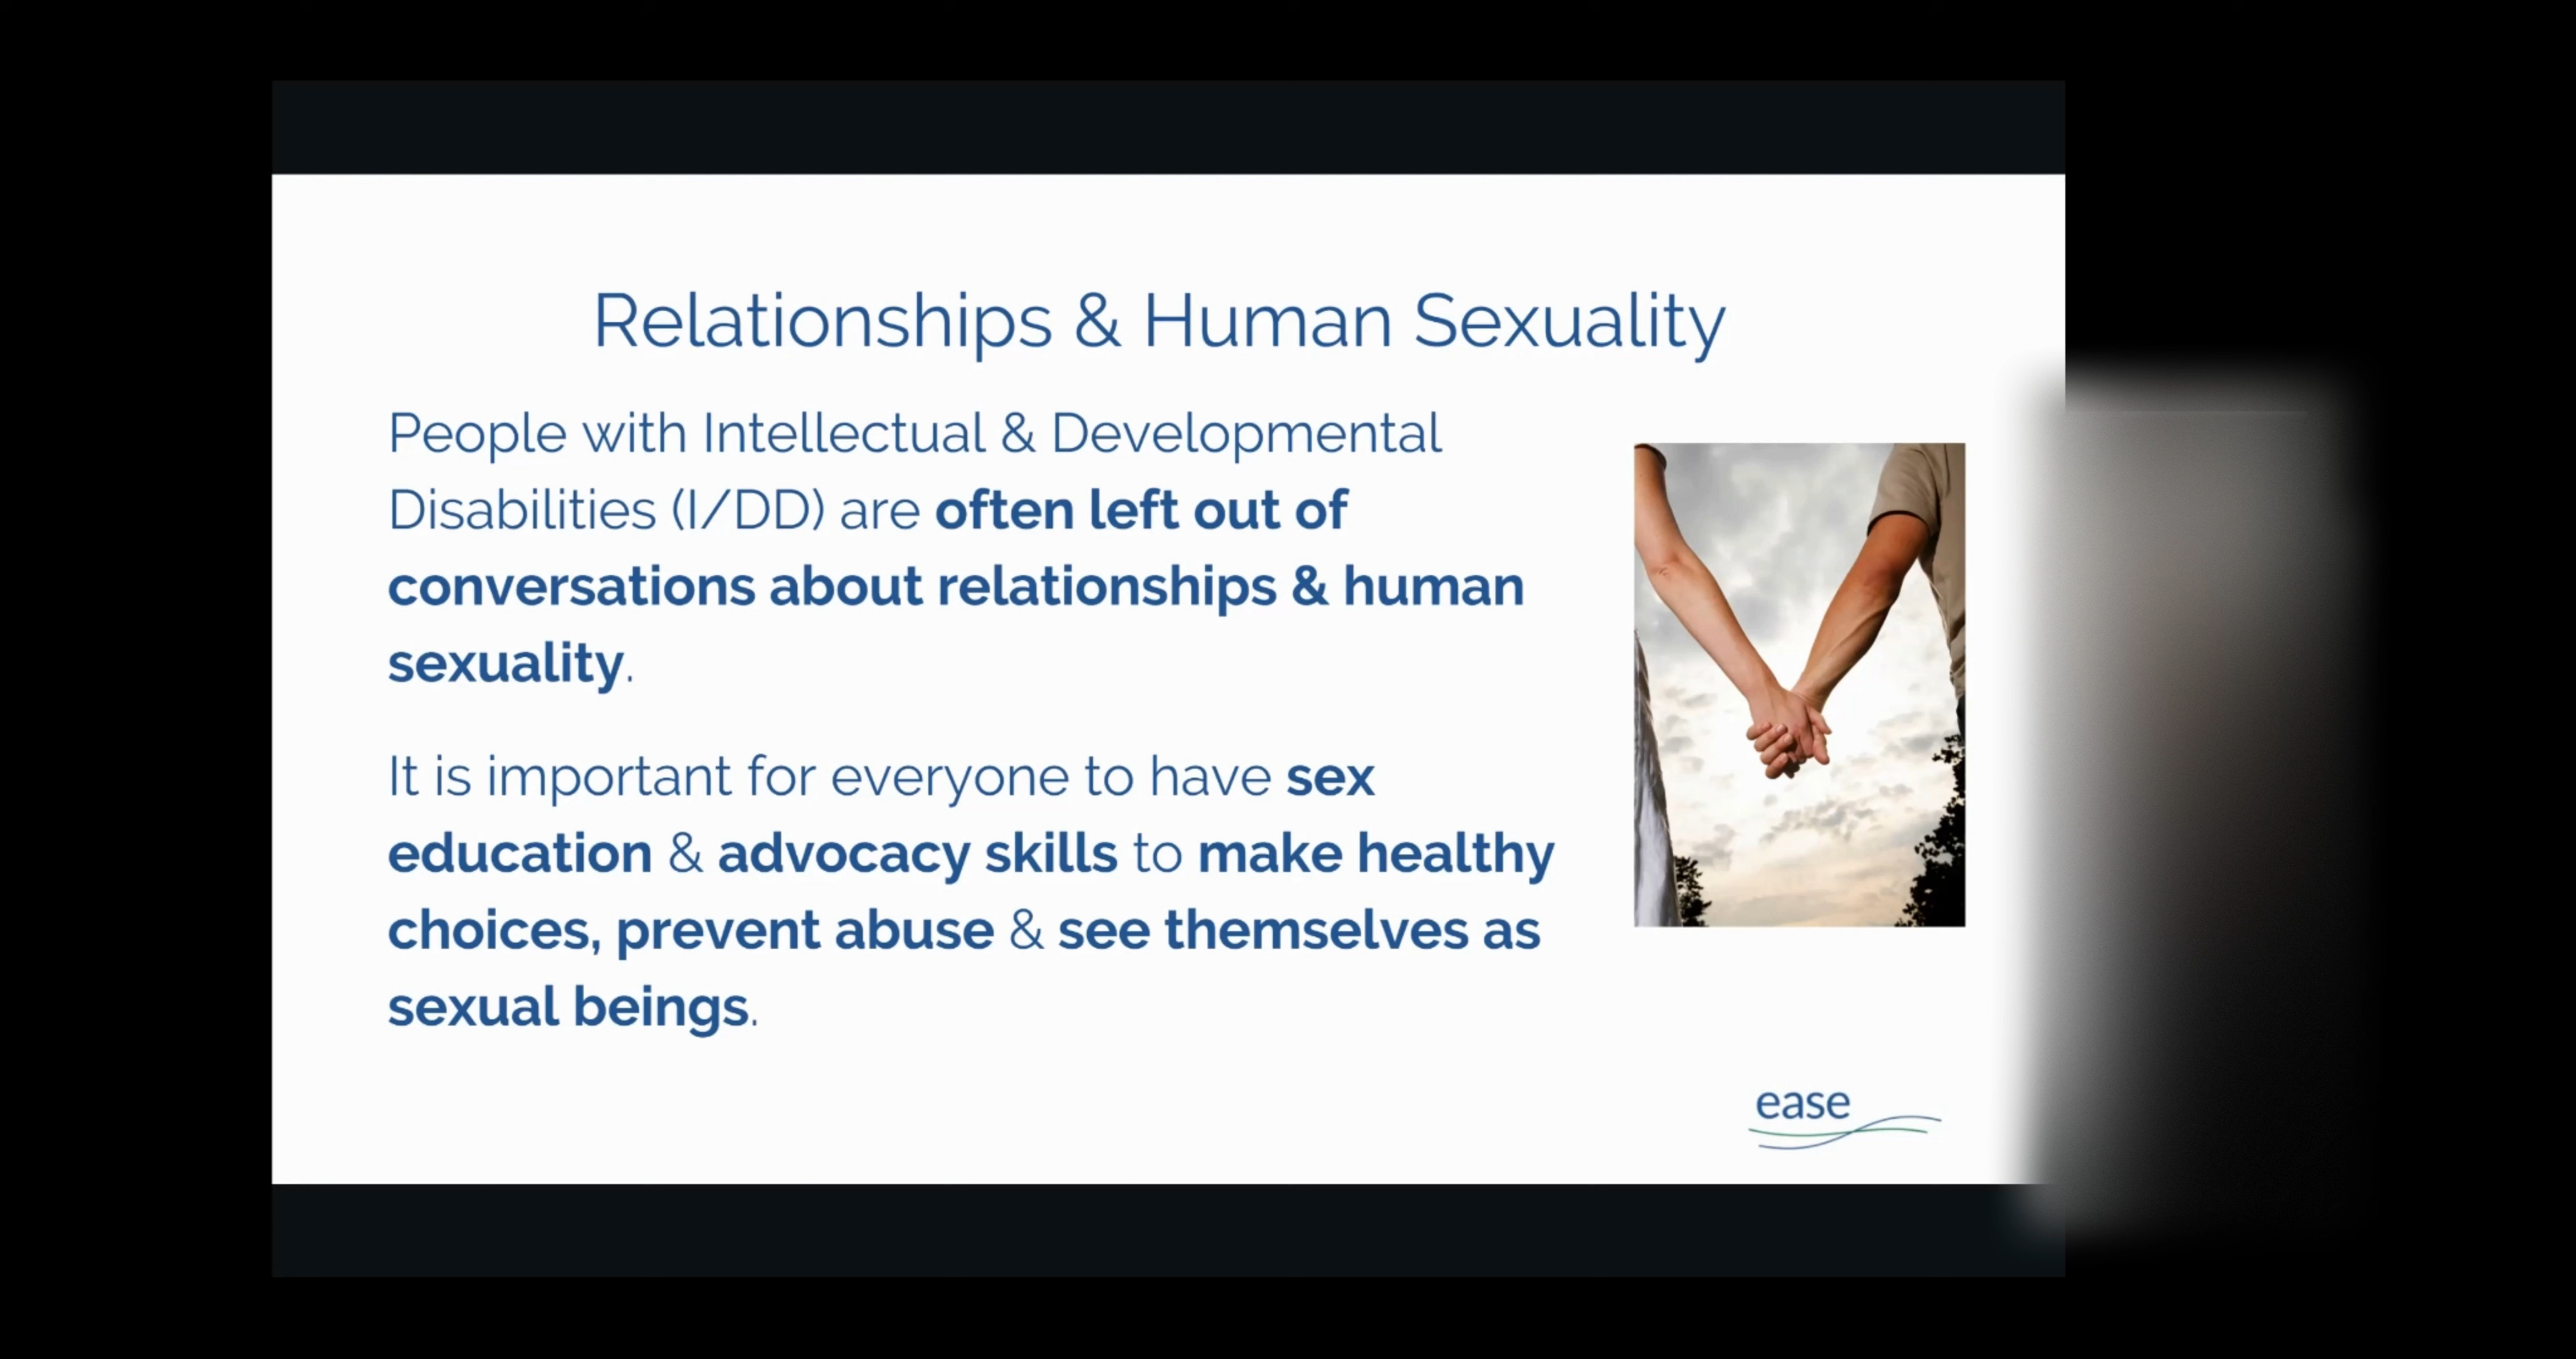 Relationships & Human Sexuality
People with Intellectual & Developmental
Disabilities (I/DD) are often left out of
conversations about relationships & human
sexuality.
It is important for everyone to have sex
education & advocacy skills to make healthy
choices, prevent abuse & see themselves as
sexual beings.
ease